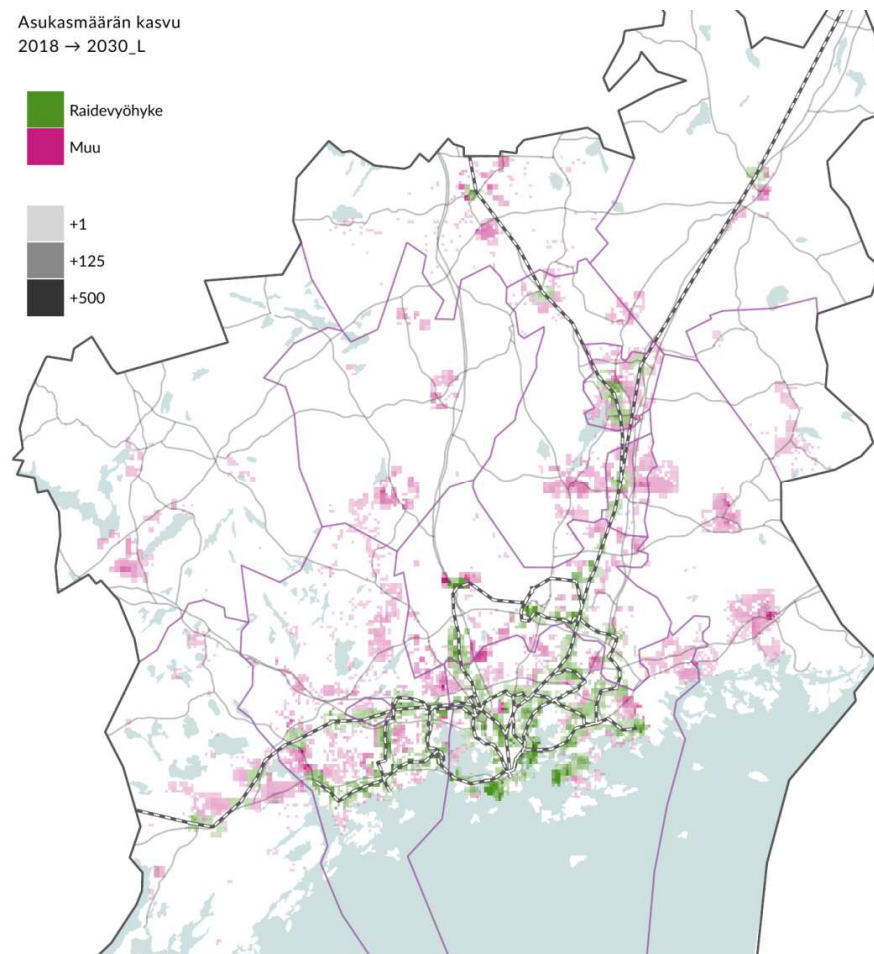 Asukasmäärän kasvu
2018 → 2030_L
Raidevyöhyke
Muu
+1
+125
+500